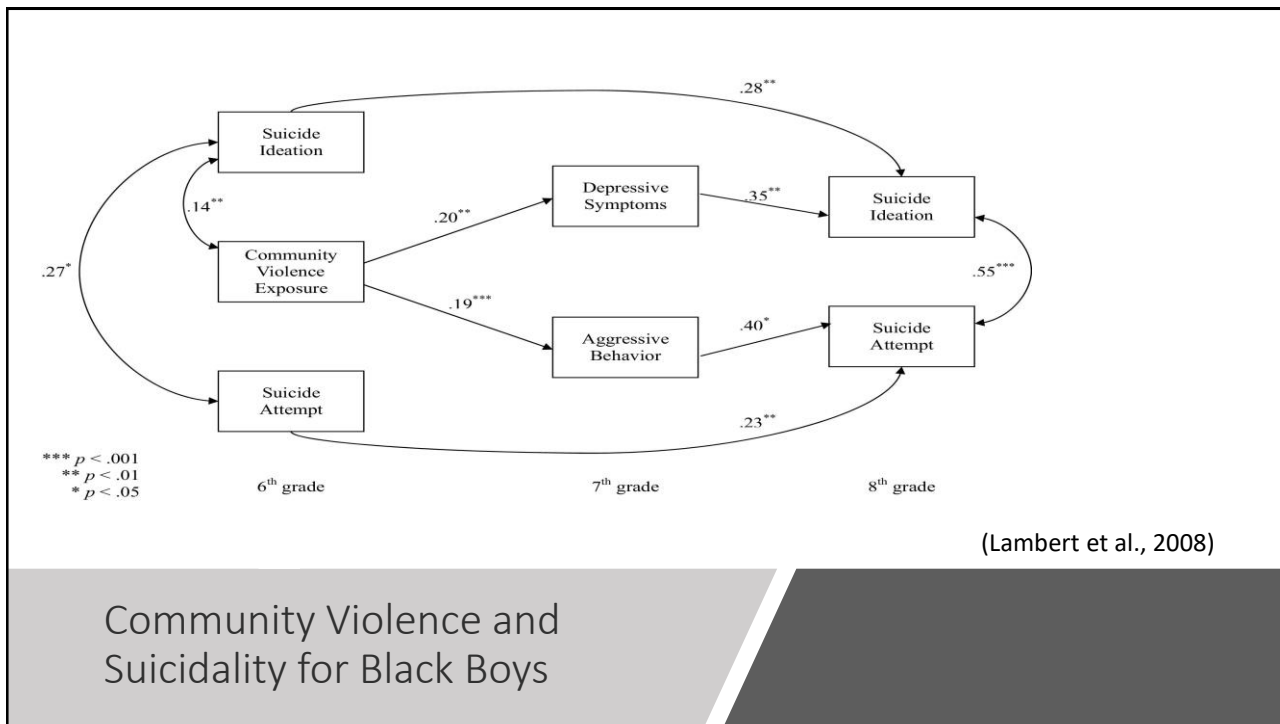 .28**
Suicide
Ideation
Depressive
Symptoms
Suicide
Ideation
.35**
.14**
.20**
Community
Violence
Exposure
.27*
.55***
.19***
Aggressive
Behavior
.40*
Suicide
Attempt
Suicide
Attempt
.23**
*** p < .001
** p < .01
* p < .05
6th grade
7th grade
8th grade
(Lambert et al., 2008)
Community Violence and
Suicidality for Black Boys